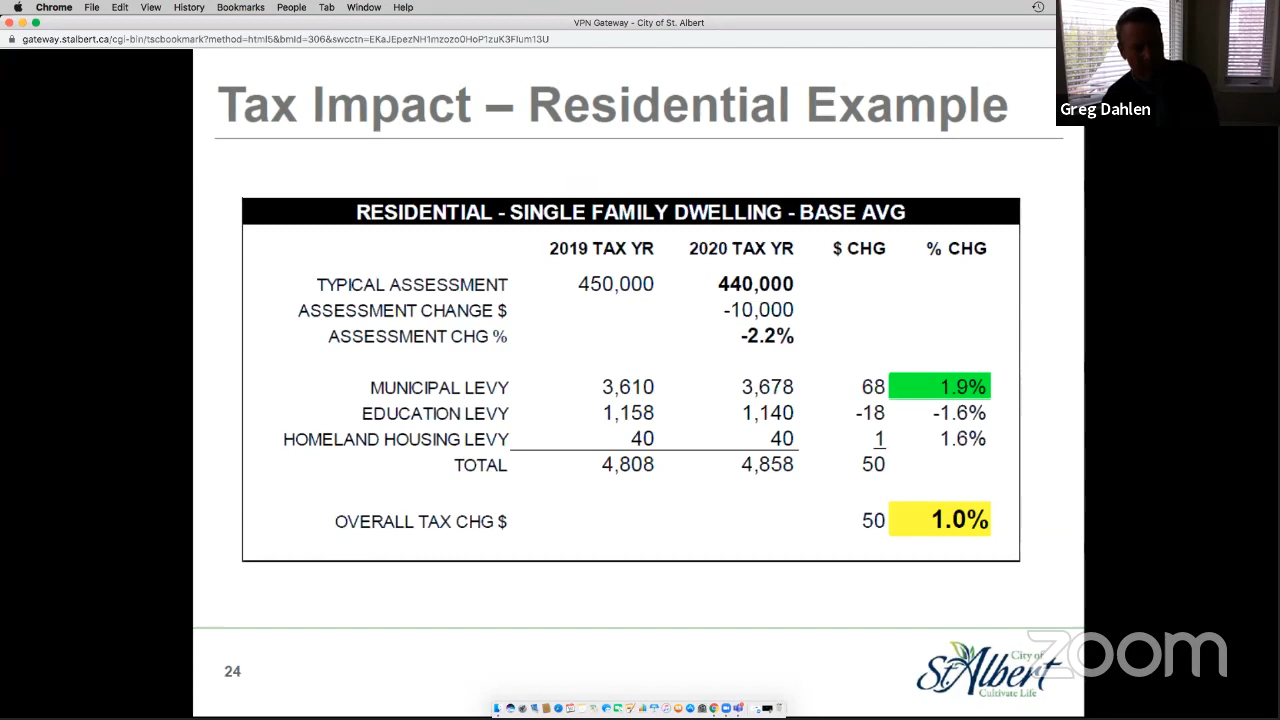 Chrome File Edit View History Bookmarks People Tab Window Help
VPN Gateway - City of St. Albert
Greg Dahlen
Tax Impact – Residential Example
RESIDENTIAL - SINGLE FAMILY DWELLING - BASE AVG
2019 TAX YR 2020 TAX YR $ CHG % CHG
TYPICAL ASSESSMENT 450,000 440,000
ASSESSMENT CHANGE $ -10,000
ASSESSMENT CHG % -2.2%
MUNICIPAL LEVY 3,610 3,678 68 1.9%
EDUCATION LEVY 1,158 1,140 -18 -1.6%
HOMELAND HOUSING LEVY 40 40 1 1.6%
TOTAL 4,808 4,858 50
OVERALL TAX CHG $ 50 1.0%
24
City of
St. Albert
Cultivate Life
zoom